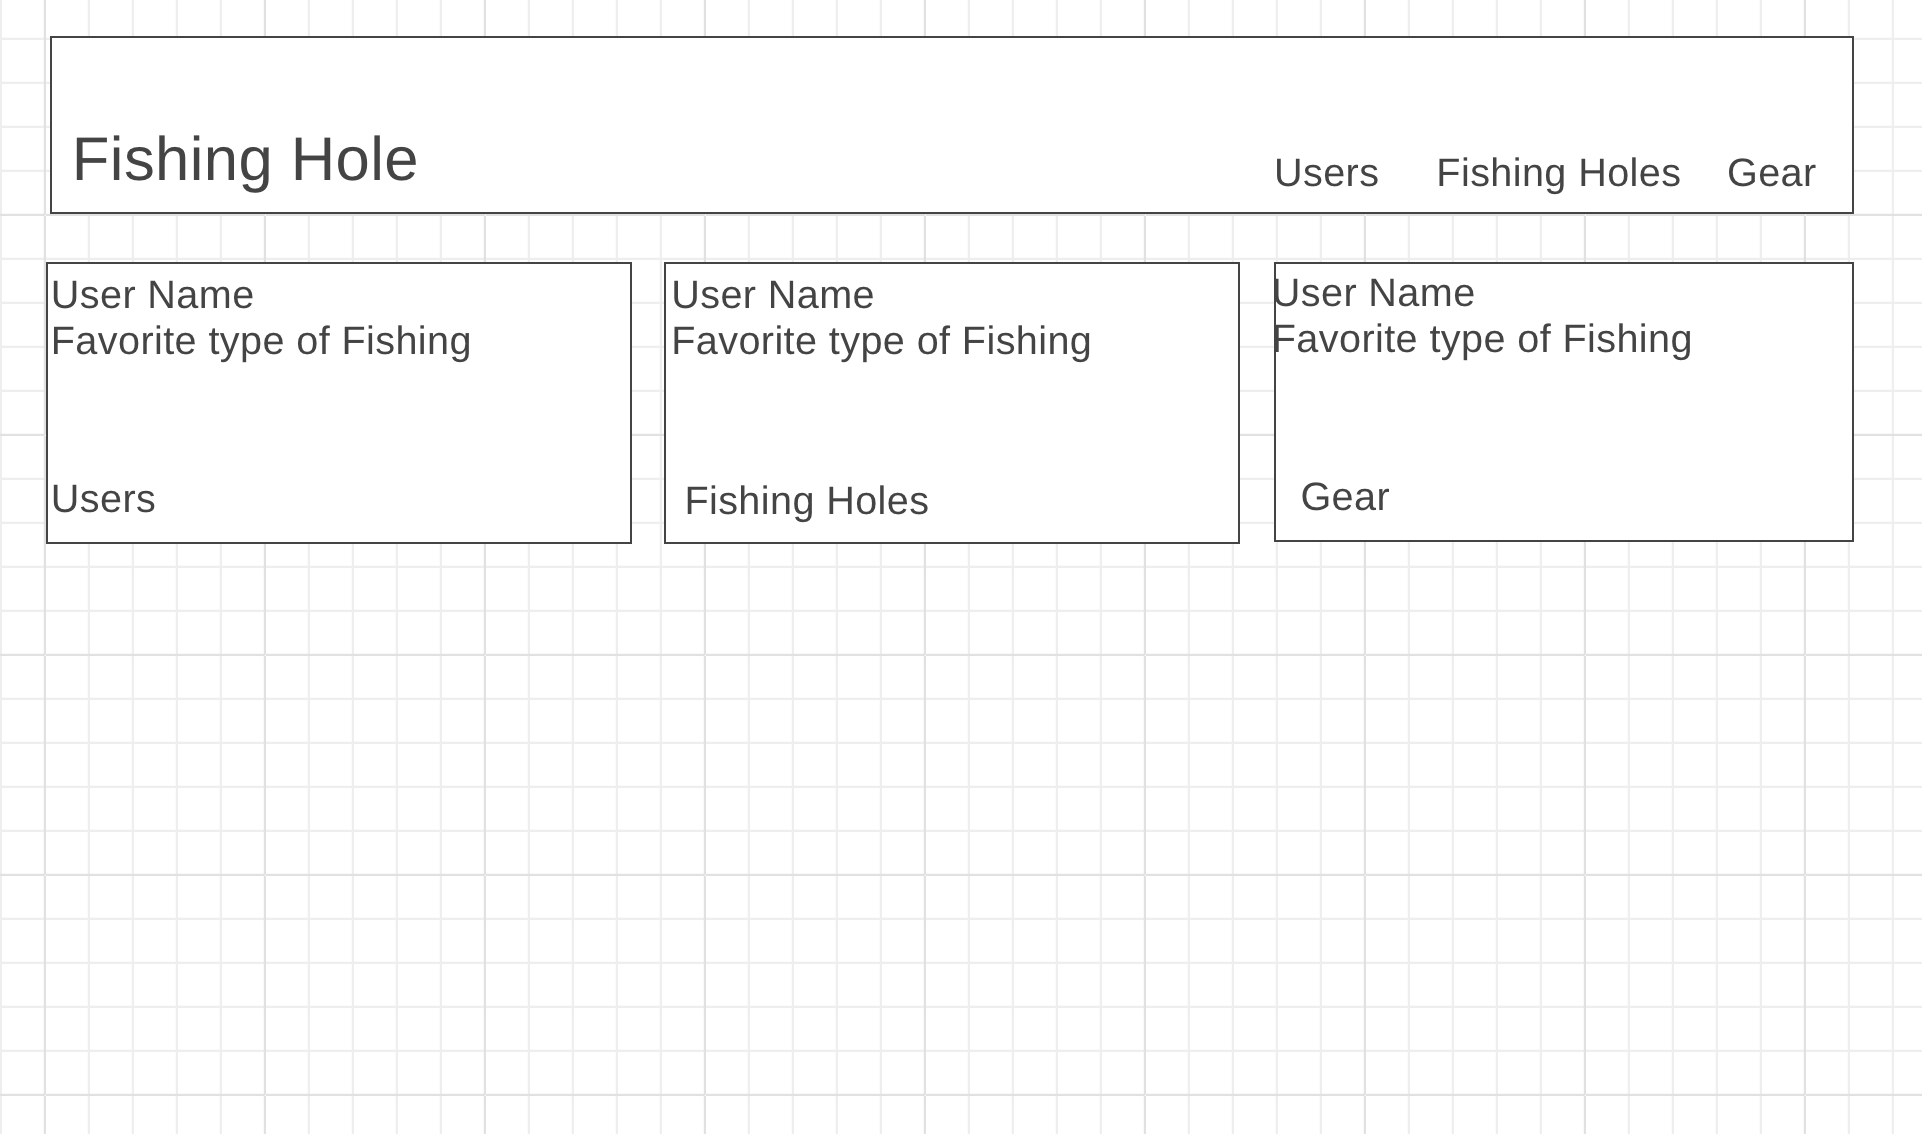 Fishing Hole
Users
Fishing Holes
Gear
User Name
Favorite type of Fishing
Users
User Name
Favorite type of Fishing
Fishing Holes
User Name
Favorite type of Fishing
Gear